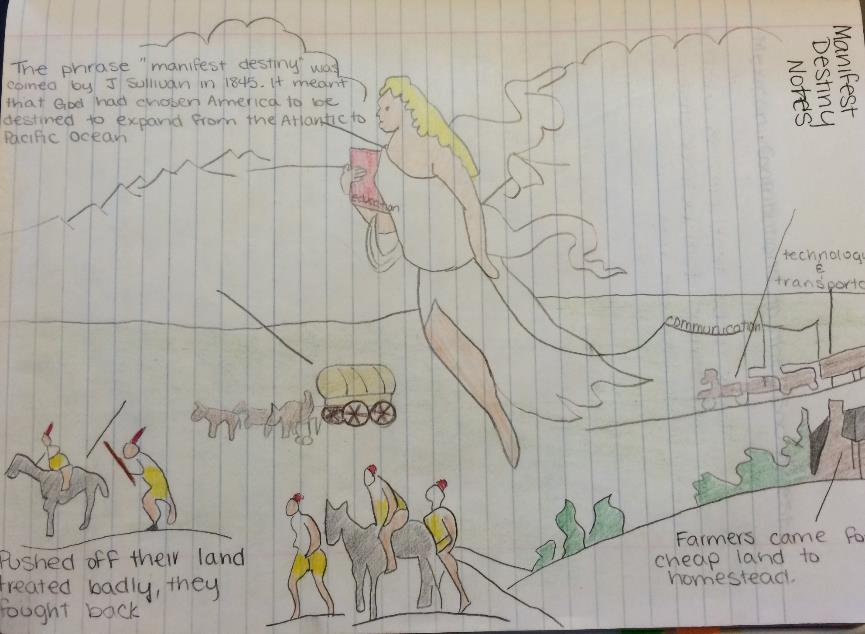 Manifest
Destiny
Notes
The phrase "manifest destiny" was
coined by J Sullivan in 1845. It meant
that God had chosen America to be
destined to expand from the Atlantic to
Pacific Ocean
education
technology
&
transporta
communication
Pushed off their land
treated badly, they
fought back
Farmers came fo
cheap land to
homestead.